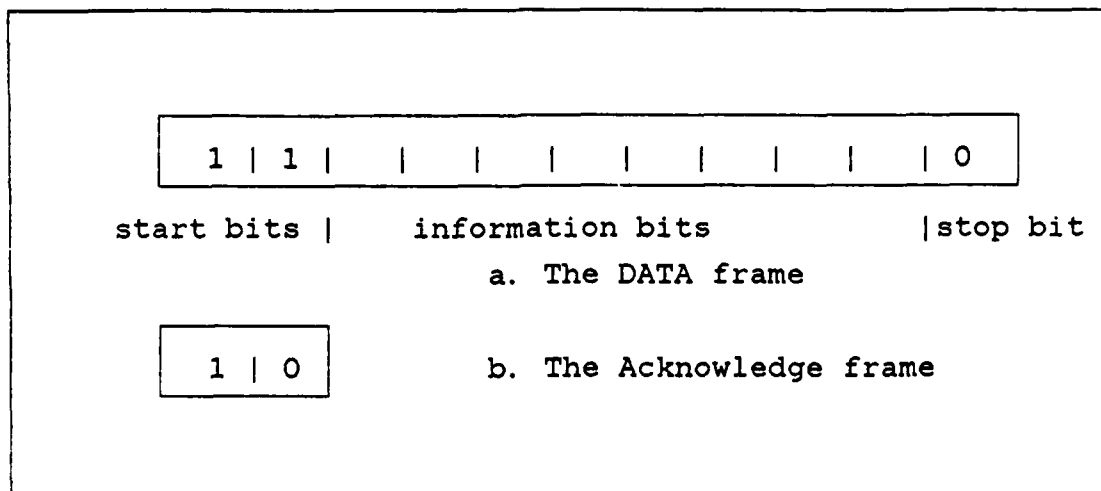 1 | 1 | | | | | | | | | 0
start bits | information bits | stop bit
a. The DATA frame
1 | 0 b. The Acknowledge frame